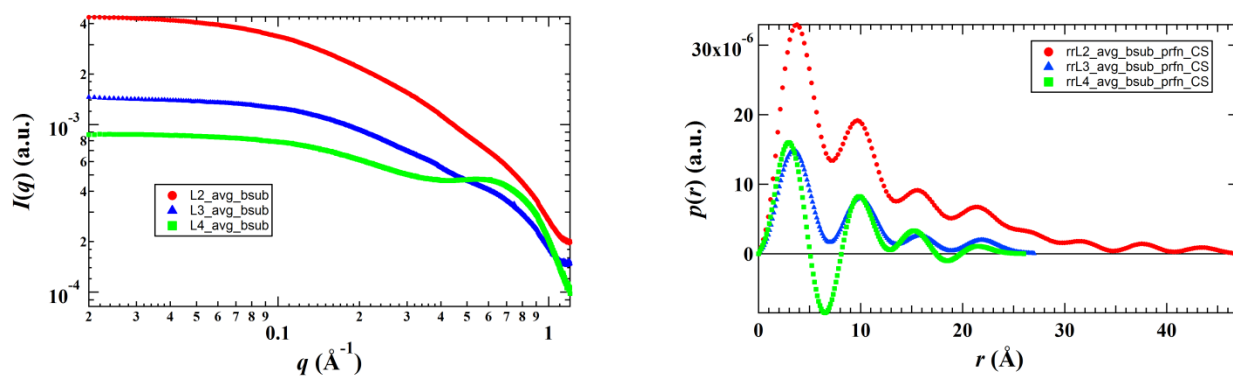 I(q) (a.u.)
4
2
10⁻³
8
6
4
2
10⁻⁴
L2_avg_bsub
L3_avg_bsub
L4_avg_bsub
2 3 4 5 6 7 8 9 0.1 2 3 4 5 6 7 8 9 1
q (Å⁻¹)
p(r) (a.u.)
30x10⁻⁶
20
10
0
rrL2_avg_bsub_prfn_CS
rrL3_avg_bsub_prfn_CS
rrL4_avg_bsub_prfn_CS
0 10 20 30 40
r (Å)